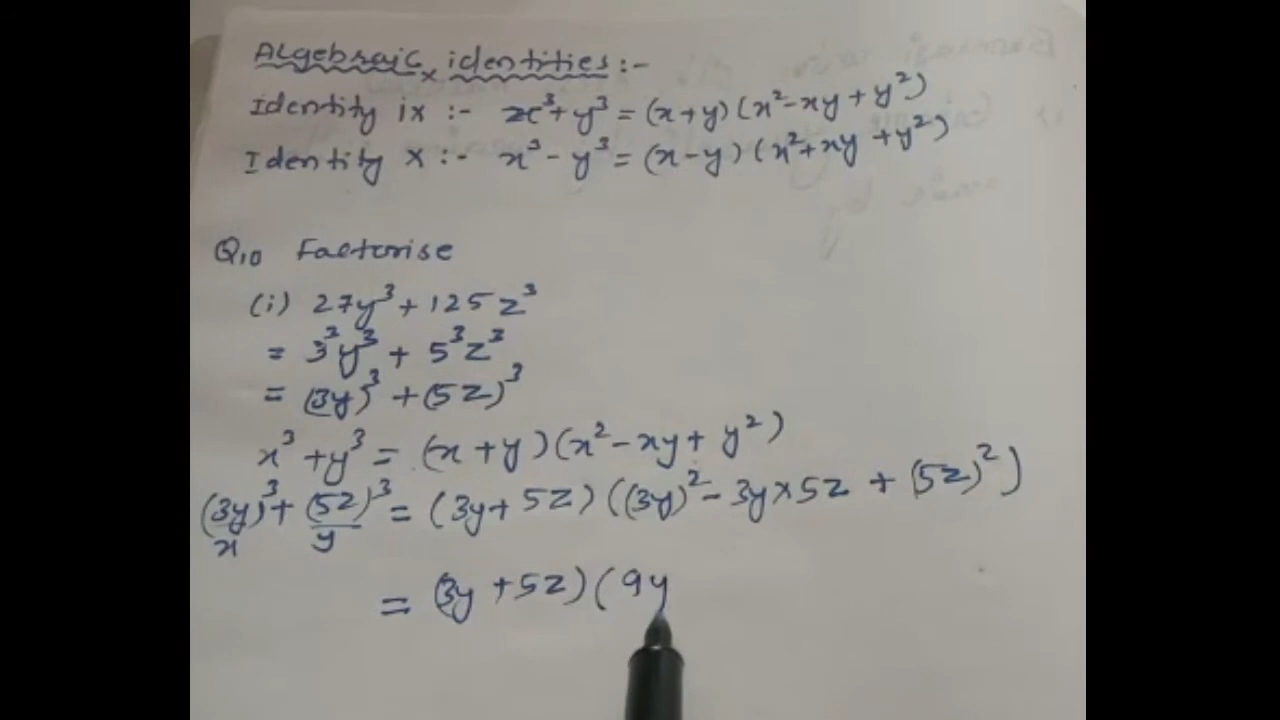 Algebraic identities :-
Identity ix :- x³+y³ = (x+y) (x²-xy+y²)
Identity x :- x³-y³ = (x-y) (x²+xy+y²)
Q10 Factorise
(i) 27y³+125z³
= 3³y³ + 5³z³
= (3y)³ +(5z)³
x³+y³ = (x+y)(x²-xy+y²)
(3y)³+(5z)³ = (3y+5z) ((3y)²-3y×5z+(5z)²)
x y
= (3y+5z) (9y